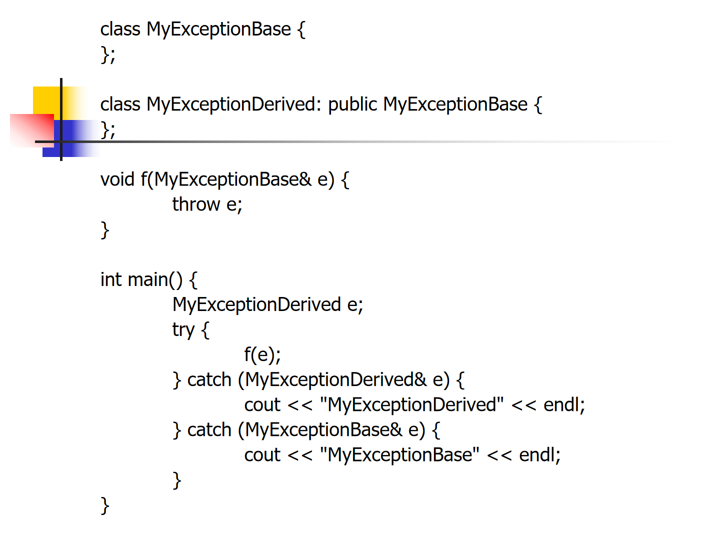 class MyExceptionBase {
};
class MyExceptionDerived: public MyExceptionBase {
};
void f(MyExceptionBase& e) {
throw e;
}
int main() {
MyExceptionDerived e;
try {
f(e);
} catch (MyExceptionDerived& e) {
cout << "MyExceptionDerived" << endl;
} catch (MyExceptionBase& e) {
cout << "MyExceptionBase" << endl;
}
}